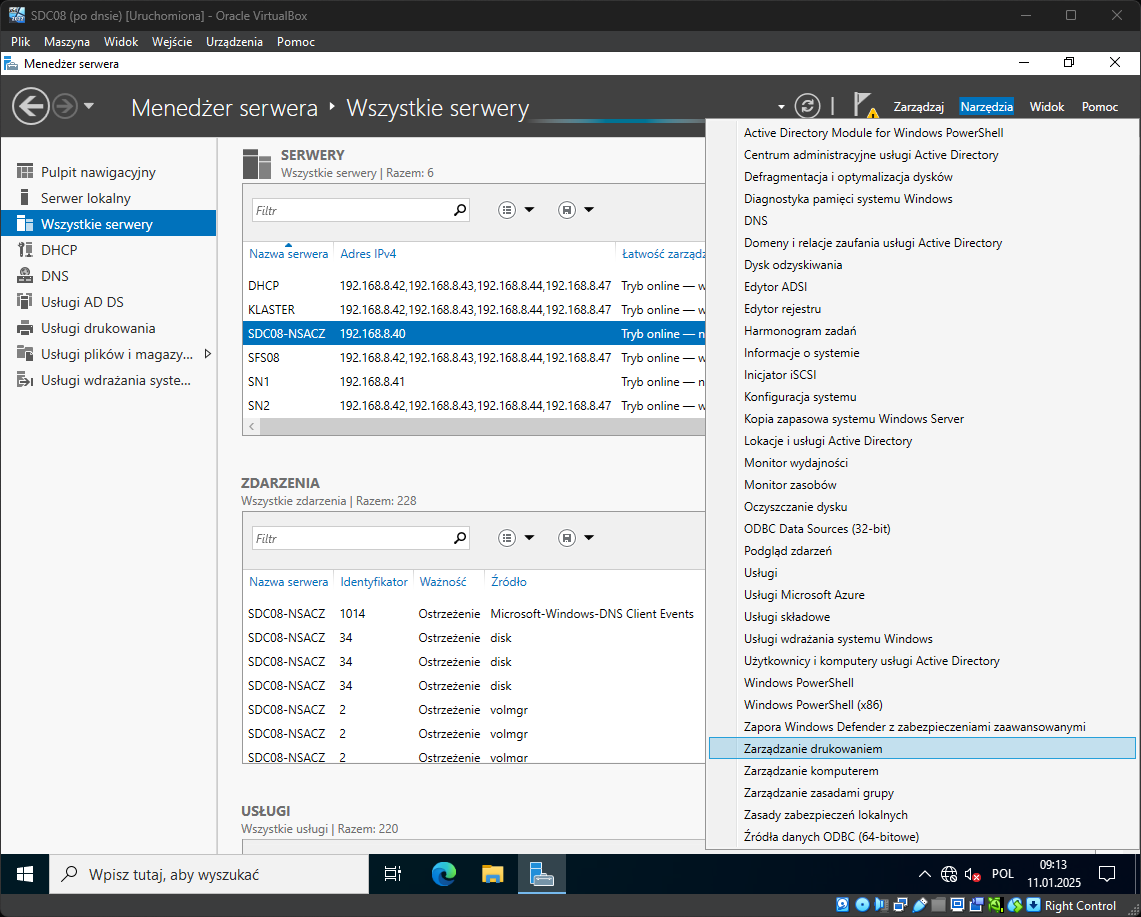 SDC08 (po dnsie) [Uruchomiona] - Oracle VirtualBox
Plik Maszyna Widok Wejście Urządzenia Pomoc
Menedżer serwera
Menedżer serwera Wszystkie serwery
Zarządzaj Narzędzia Widok Pomoc
Pulpit nawigacyjny
Serwer lokalny
Wszystkie serwery
DHCP
DNS
Usługi AD DS
Usługi drukowania
Usługi plików i magazy...
Usługi wdrażania syste...
SERWERY
Wszystkie serwery | Razem: 6
Filtr
Nazwa serwera Adres IPv4 Łatwość zarządz
DHCP 192.168.8.42,192.168.8.43,192.168.8.44,192.168.8.47 Tryb online — w
KLASTER 192.168.8.42,192.168.8.43,192.168.8.44,192.168.8.47 Tryb online — w
SDC08-NSACZ 192.168.8.40 Tryb online — n
SFS08 192.168.8.42,192.168.8.43,192.168.8.44,192.168.8.47 Tryb online — w
SN1 192.168.8.41 Tryb online — n
SN2 192.168.8.42,192.168.8.43,192.168.8.44,192.168.8.47 Tryb online — w
ZDARZENIA
Wszystkie zdarzenia | Razem: 228
Filtr
Nazwa serwera Identyfikator Ważność Źródło
SDC08-NSACZ 1014 Ostrzeżenie Microsoft-Windows-DNS Client Events
SDC08-NSACZ 34 Ostrzeżenie disk
SDC08-NSACZ 34 Ostrzeżenie disk
SDC08-NSACZ 34 Ostrzeżenie disk
SDC08-NSACZ 2 Ostrzeżenie volmgr
SDC08-NSACZ 2 Ostrzeżenie volmgr
SDC08-NSACZ 2 Ostrzeżenie volmgr
USŁUGI
Wszystkie usługi | Razem: 220
Active Directory Module for Windows PowerShell
Centrum administracyjne usługi Active Directory
Defragmentacja i optymalizacja dysków
Diagnostyka pamięci systemu Windows
DNS
Domeny i relacje zaufania usługi Active Directory
Dysk odzyskiwania
Edytor ADSI
Edytor rejestru
Harmonogram zadań
Informacje o systemie
Inicjator iSCSI
Konfiguracja systemu
Kopia zapasowa systemu Windows Server
Lokacje i usługi Active Directory
Monitor wydajności
Monitor zasobów
Oczyszczanie dysku
ODBC Data Sources (32-bit)
Podgląd zdarzeń
Usługi
Usługi Microsoft Azure
Usługi składowe
Usługi wdrażania systemu Windows
Użytkownicy i komputery usługi Active Directory
Windows PowerShell
Windows PowerShell (x86)
Zapora Windows Defender z zabezpieczeniami zaawansowanymi
Zarządzanie drukowaniem
Zarządzanie komputerem
Zarządzanie zasadami grupy
Zasady zabezpieczeń lokalnych
Źródła danych ODBC (64-bitowe)
Wpisz tutaj, aby wyszukać
POL
09:13
11.01.2025
Right Control